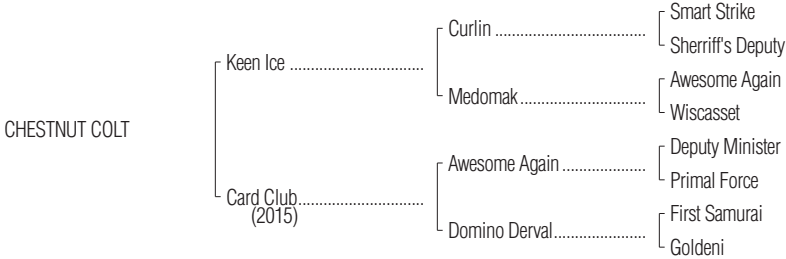 Smart Strike
Curlin ....................................
Sherriff's Deputy
Keen Ice ................................
Awesome Again
Medomak..............................
Wiscasset
CHESTNUT COLT
Deputy Minister
Awesome Again ....................
Primal Force
Card Club..............................
(2015)
First Samurai
Domino Derval......................
Goldeni